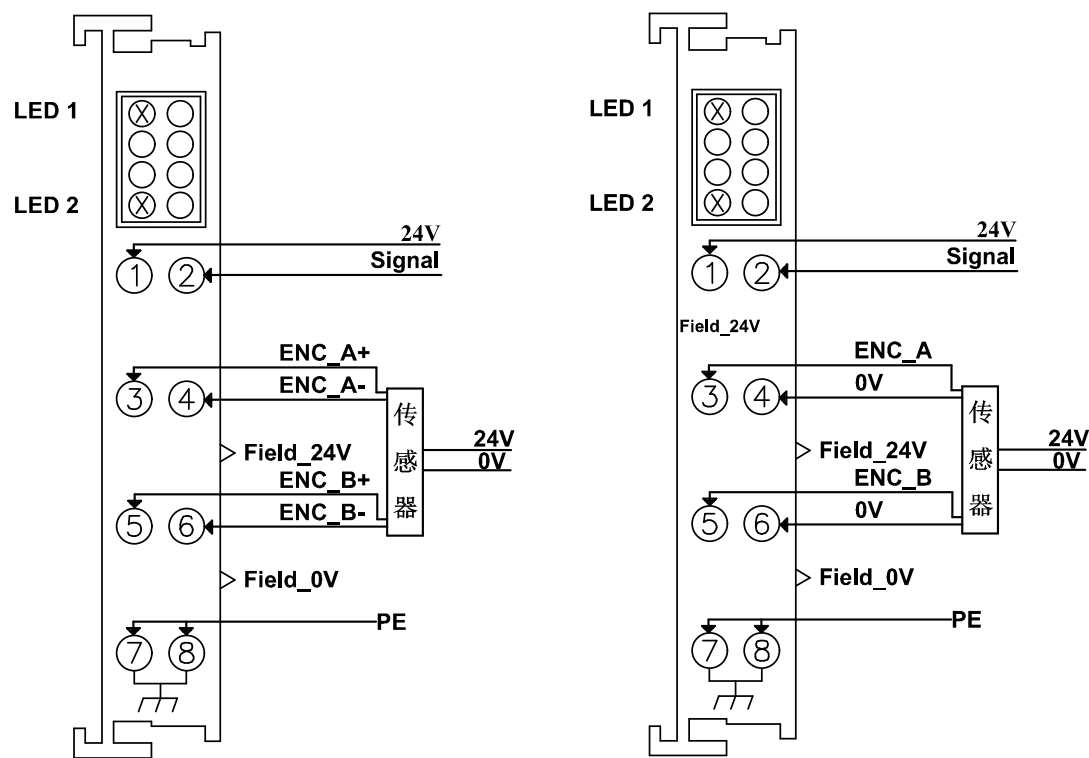 LED 1
LED 2
24V
Signal
1
2
ENC_A+
ENC_A-
3
4
Field_24V
ENC_B+
ENC_B-
5
6
传感器
24V
0V
Field_0V
PE
7
8
LED 1
LED 2
24V
Signal
1
2
Field_24V
ENC_A
0V
3
4
Field_24V
ENC_B
0V
5
6
传感器
24V
0V
Field_0V
PE
7
8